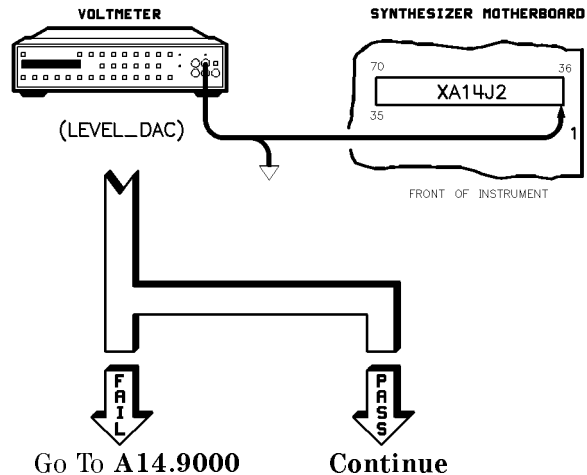 VOLTMETER
SYNTHESIZER MOTHERBOARD
70
36
XA14J2
35
1
(LEVEL_DAC)
FRONT OF INSTRUMENT
FAIL
PASS
Go To A14.9000
Continue